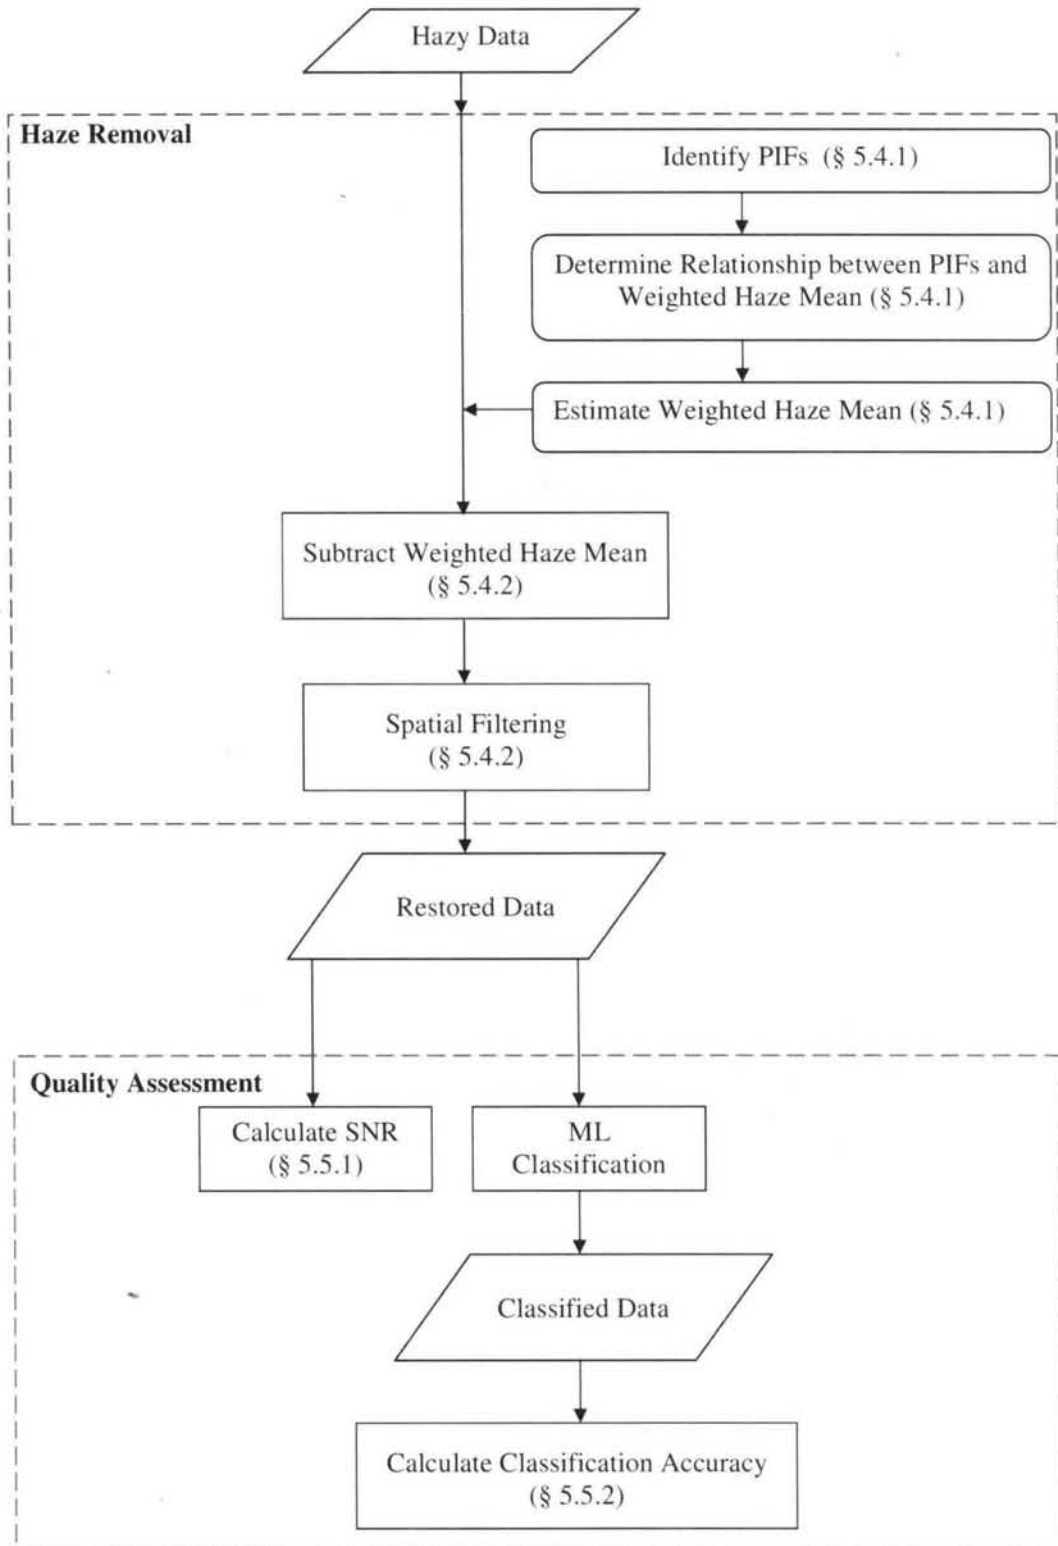 Hazy Data
Haze Removal
Identify PIFs (§ 5.4.1)
Determine Relationship between PIFs and
Weighted Haze Mean (§ 5.4.1)
Estimate Weighted Haze Mean (§ 5.4.1)
Subtract Weighted Haze Mean
(§ 5.4.2)
Spatial Filtering
(§ 5.4.2)
Restored Data
Quality Assessment
Calculate SNR
(§ 5.5.1)
ML
Classification
Classified Data
Calculate Classification Accuracy
(§ 5.5.2)